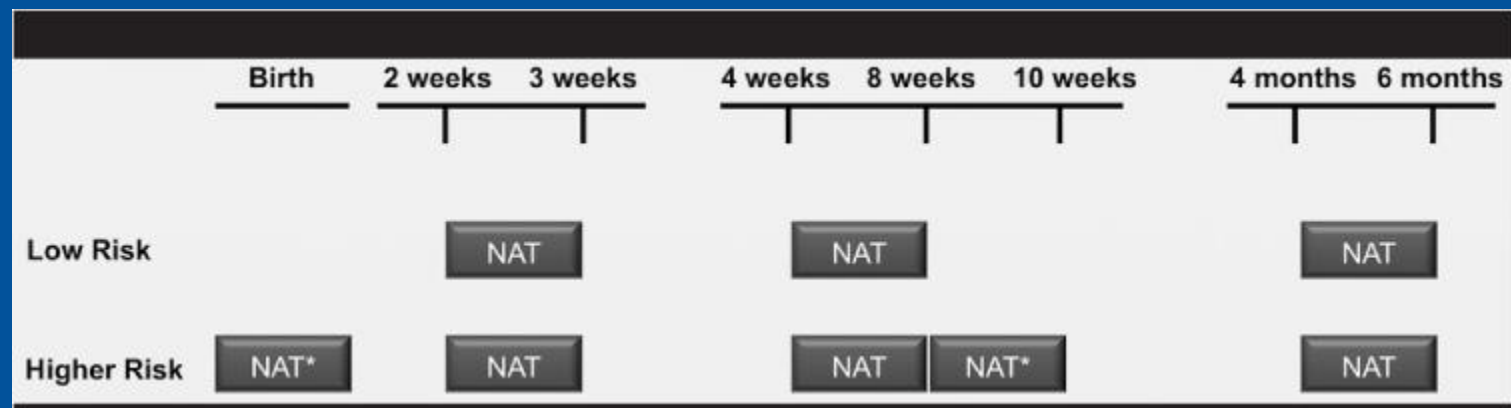 Birth 2 weeks 3 weeks 4 weeks 8 weeks 10 weeks 4 months 6 months
Low Risk NAT NAT NAT
Higher Risk NAT* NAT NAT NAT* NAT